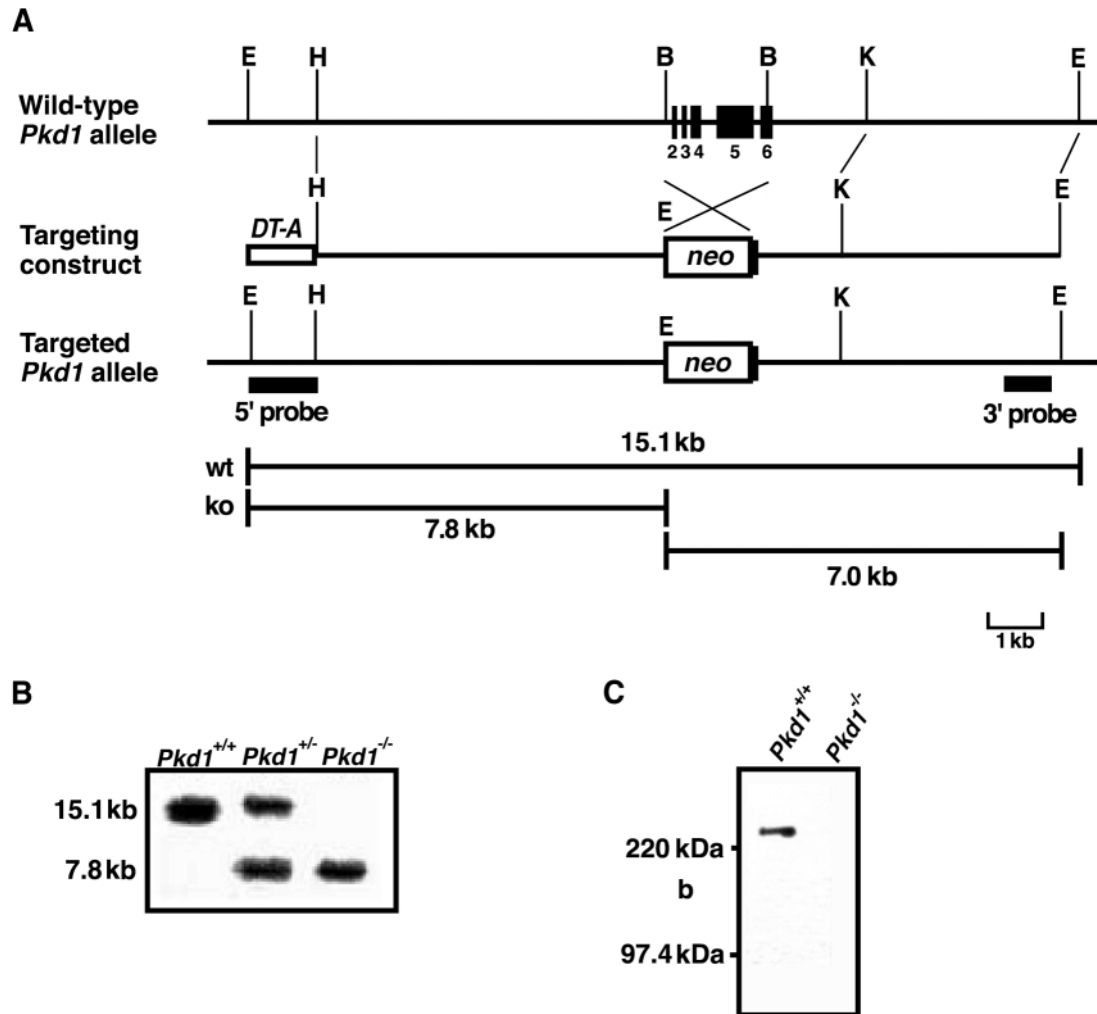 A
E H B B K E
Wild-type
Pkd1 allele
2 3 4 5 6
H E K E
DT-A
Targeting
construct
neo
E H E K E
Targeted
Pkd1 allele
neo
5' probe
3' probe
15.1 kb
wt
ko
7.8 kb
7.0 kb
1 kb
B
Pkd1+/+ Pkd1+/- Pkd1-/-
15.1 kb
7.8 kb
C
Pkd1+/+ Pkd1-/-
220 kDa
b
97.4 kDa